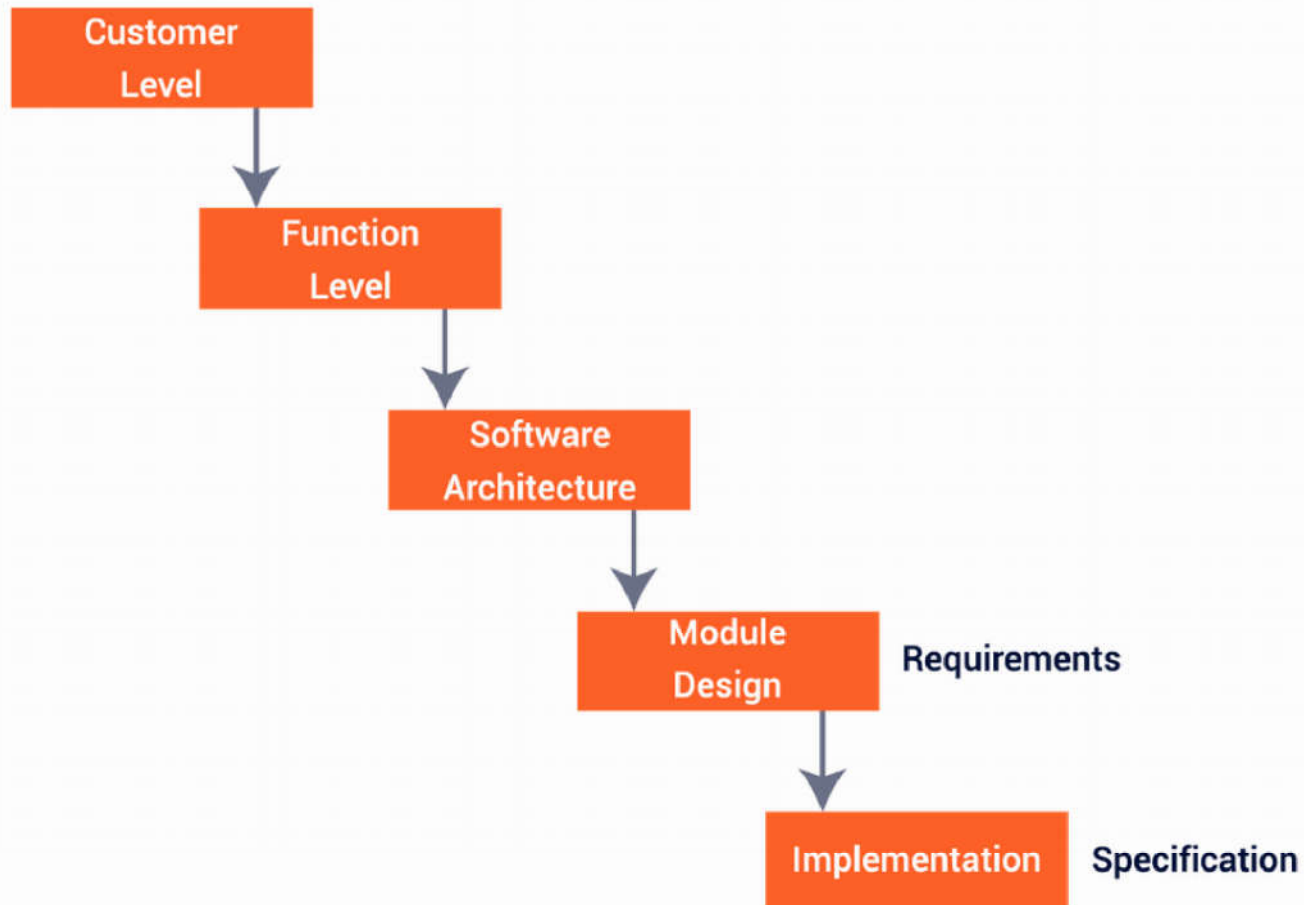 Customer
Level
Function
Level
Software
Architecture
Module
Design
Requirements
Implementation
Specification